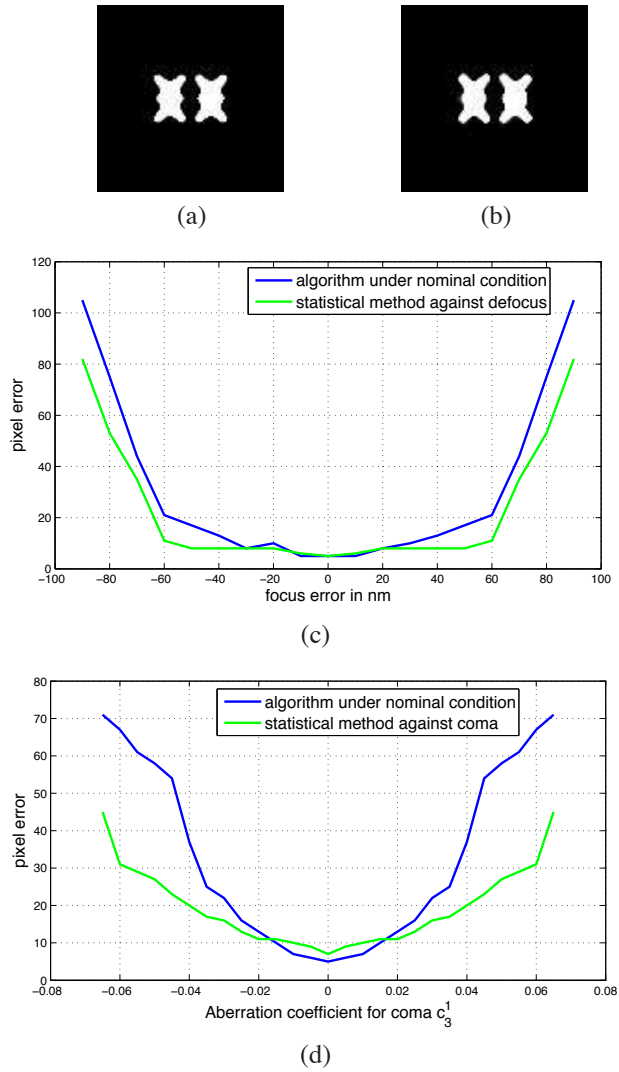 (a) (b)
120
100
80
60
40
20
0
pixel error
algorithm under nominal condition
statistical method against defocus
−100 −80 −60 −40 −20 0 20 40 60 80 100
focus error in nm
(c)
80
70
60
50
40
30
20
10
0
pixel error
algorithm under nominal condition
statistical method against coma
−0.08 −0.06 −0.04 −0.02 0 0.02 0.04 0.06 0.08
Aberration coefficient for coma c₃¹
(d)